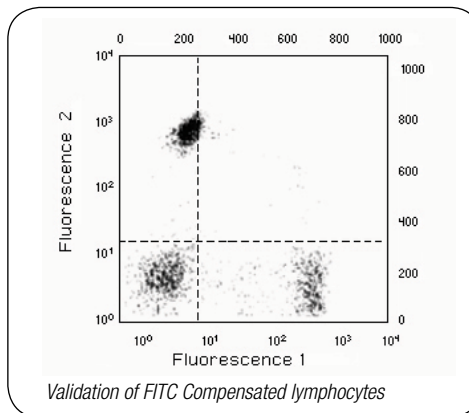 0 200 400 600 800 1000
10⁴ 1000
10³ 800
600
10² 400
10¹ 200
10⁰ 0
Fluorescence 2
10⁰ 10¹ 10² 10³ 10⁴
Fluorescence 1
Validation of FITC Compensated lymphocytes